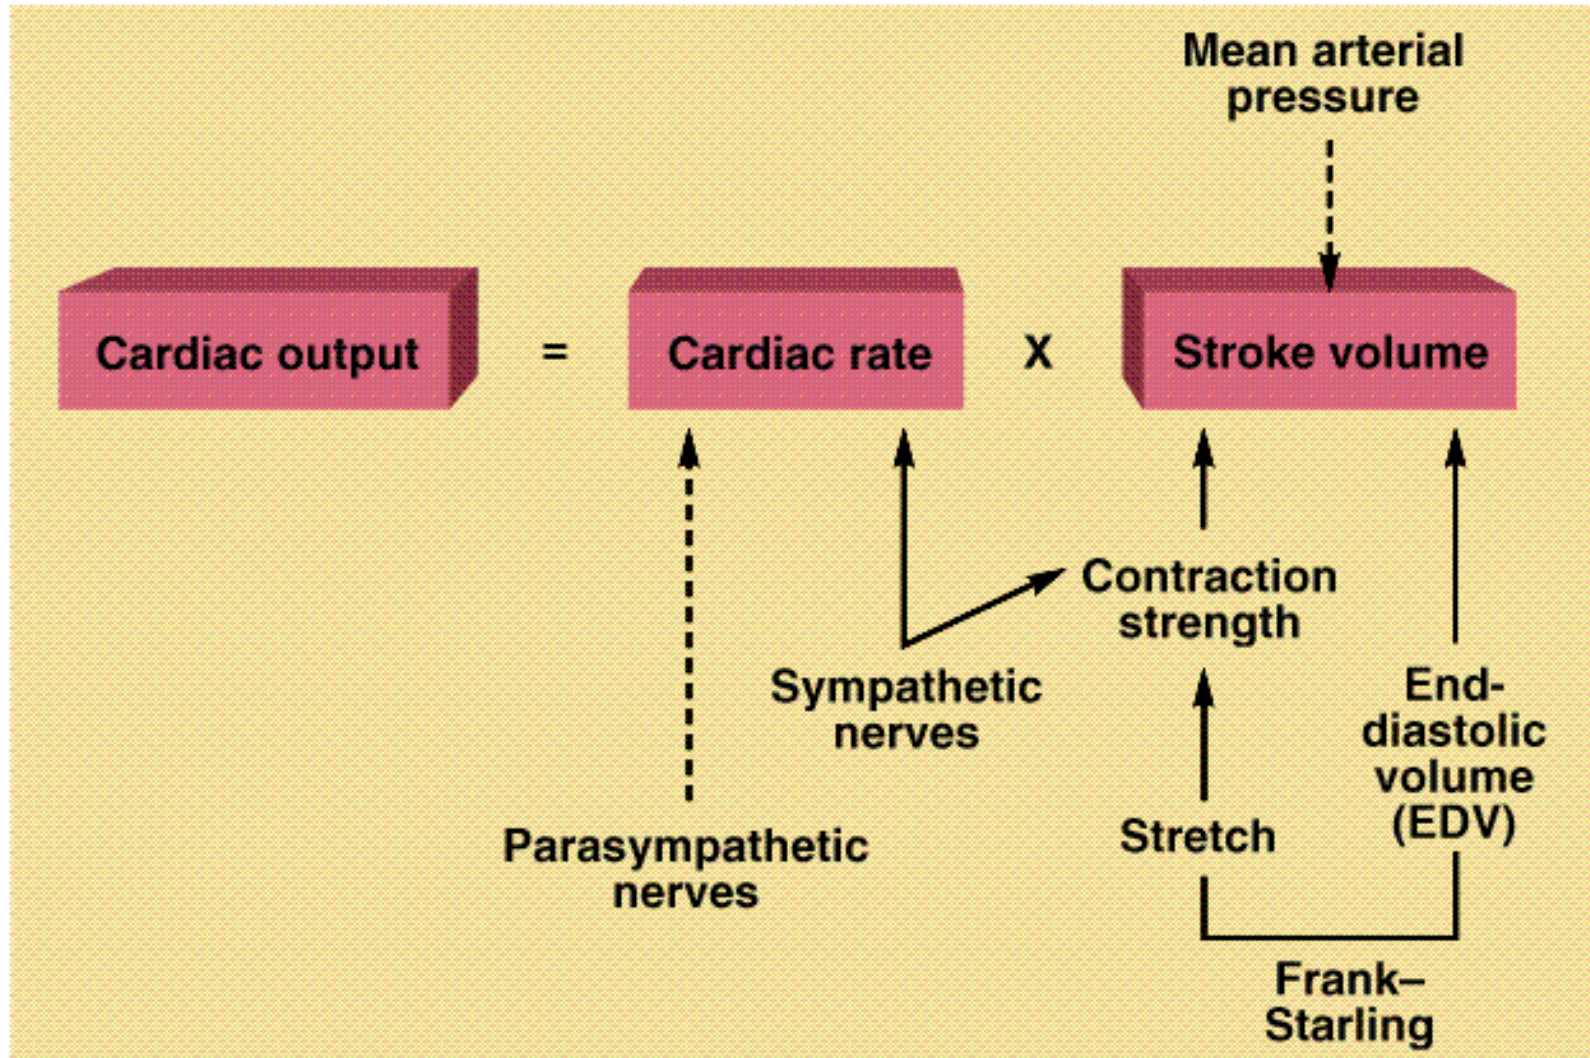 Mean arterial
pressure
Cardiac output = Cardiac rate X Stroke volume
Contraction
strength
Sympathetic
nerves
End-
diastolic
volume
(EDV)
Stretch
Parasympathetic
nerves
Frank–
Starling